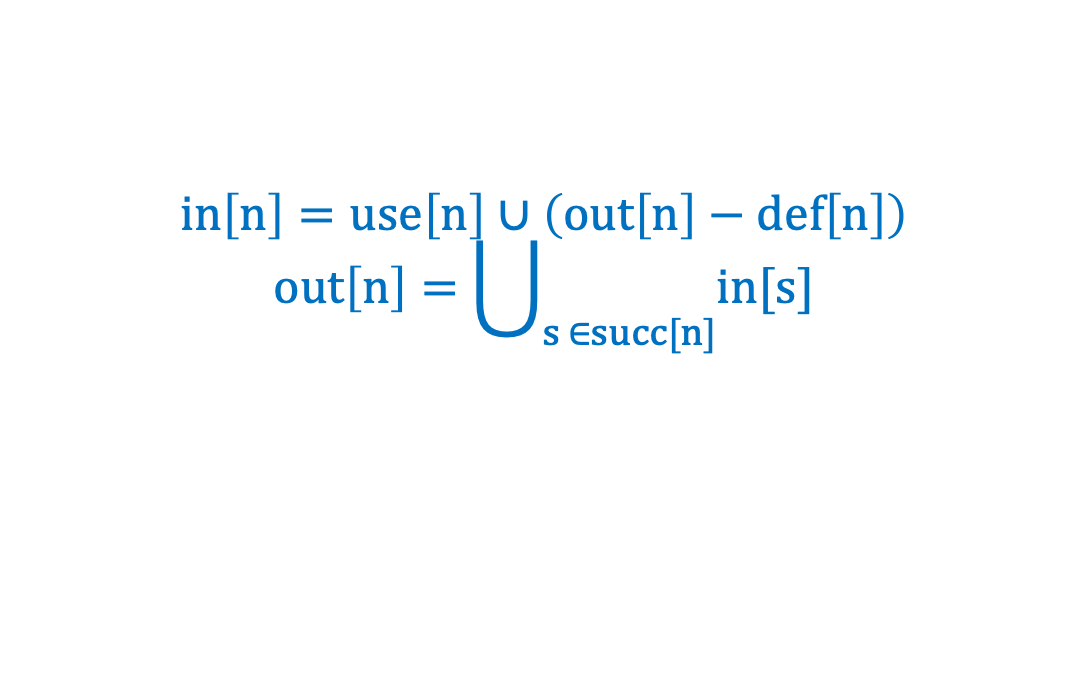 in[n] = use[n] ∪ (out[n] − def[n])
out[n] = ⋃s ∈succ[n] in[s]